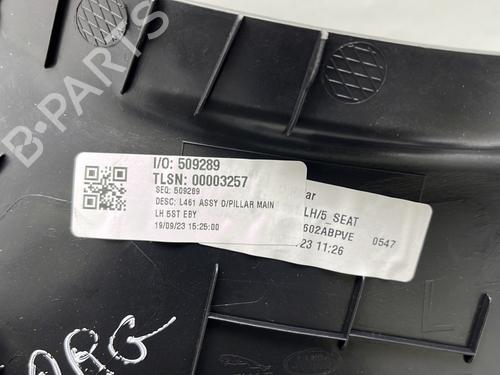 B-PARTS
I/O: 509289
TLSN: 00003257
SEQ: 509289
DESC: L461 ASSY D/PILLAR MAIN
LH 5ST EBY
19/09/23 15:25:00
LH/5_SEAT
602ABPVE
0547
23 11:26